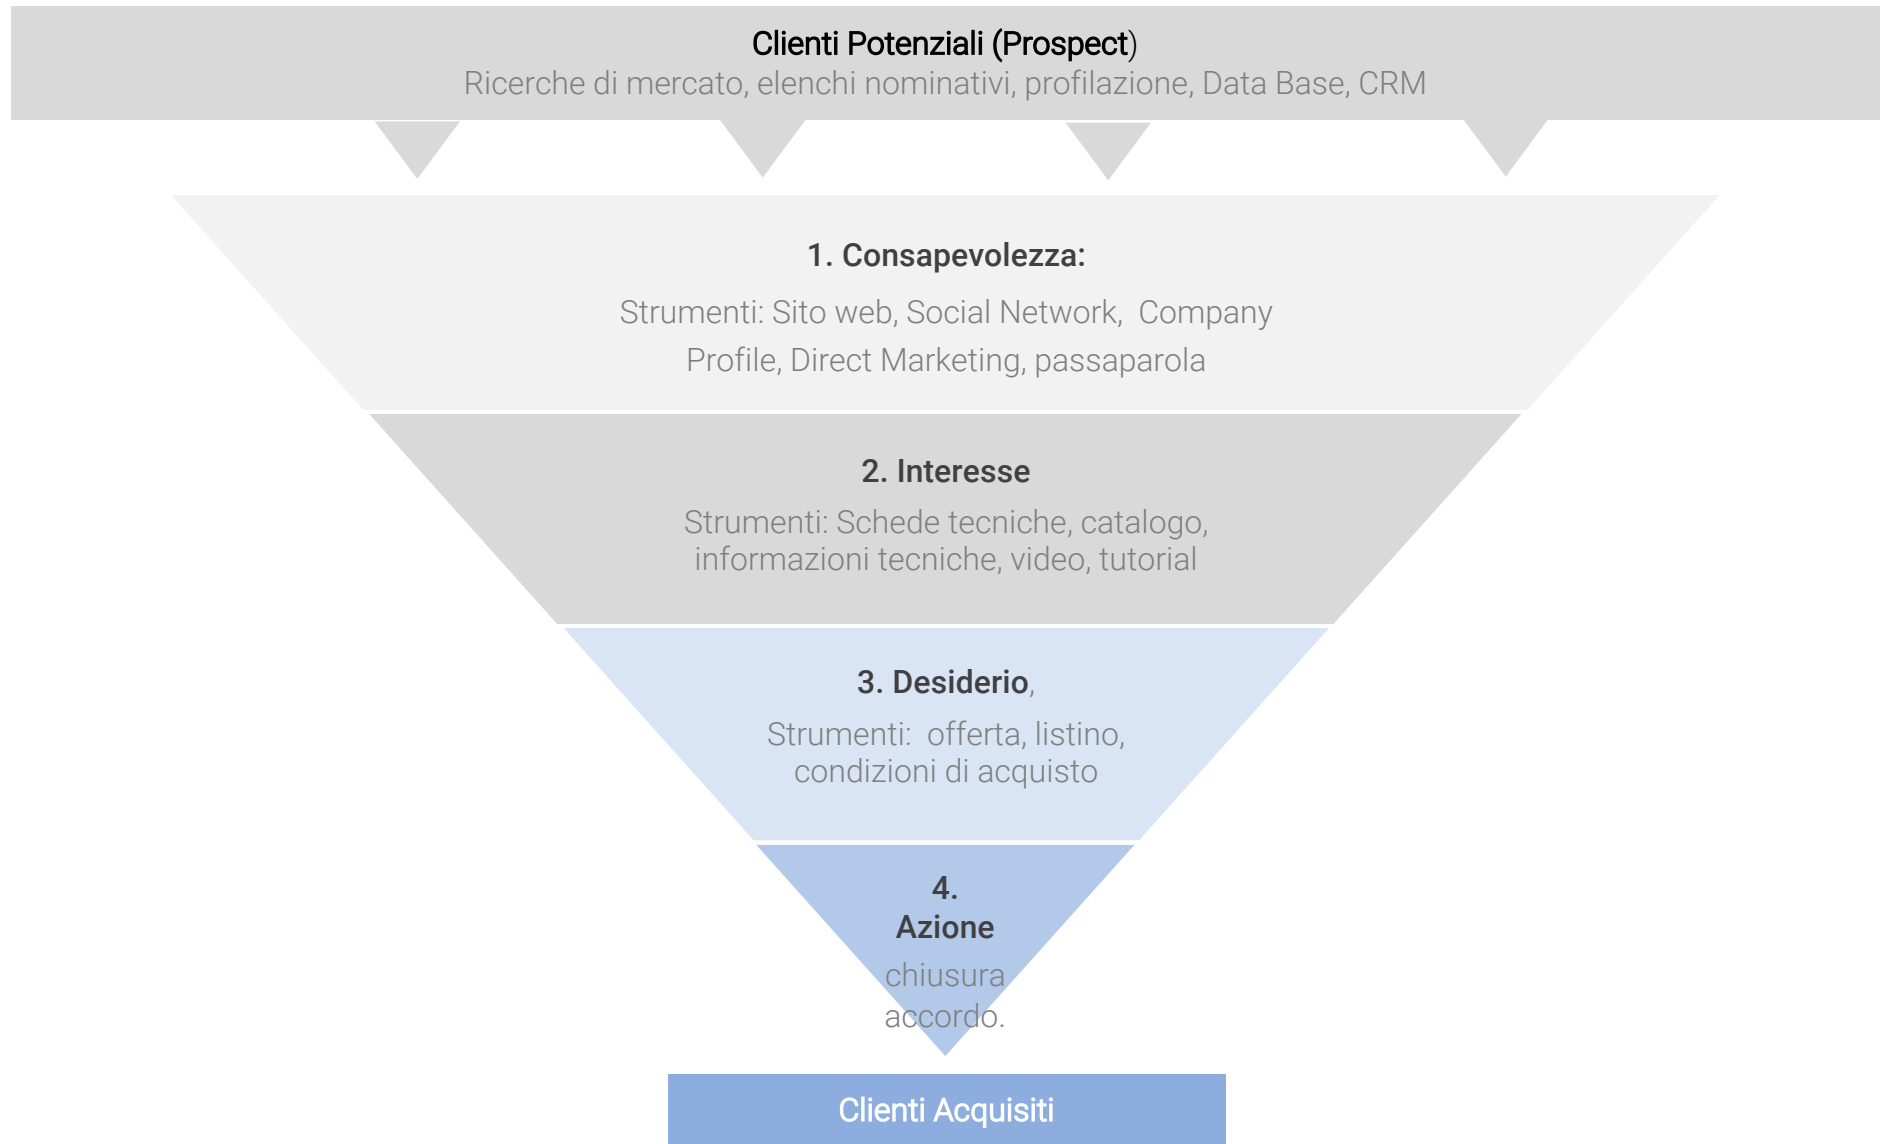 Clienti Potenziali (Prospect)
Ricerche di mercato, elenchi nominativi, profilazione, Data Base, CRM
1. Consapevolezza:
Strumenti: Sito web, Social Network,  Company
Profile, Direct Marketing, passaparola
2. Interesse
Strumenti: Schede tecniche, catalogo,
informazioni tecniche, video, tutorial
3. Desiderio,
Strumenti:  offerta, listino,
condizioni di acquisto
4.
Azione
chiusura
accordo.
Clienti Acquisiti